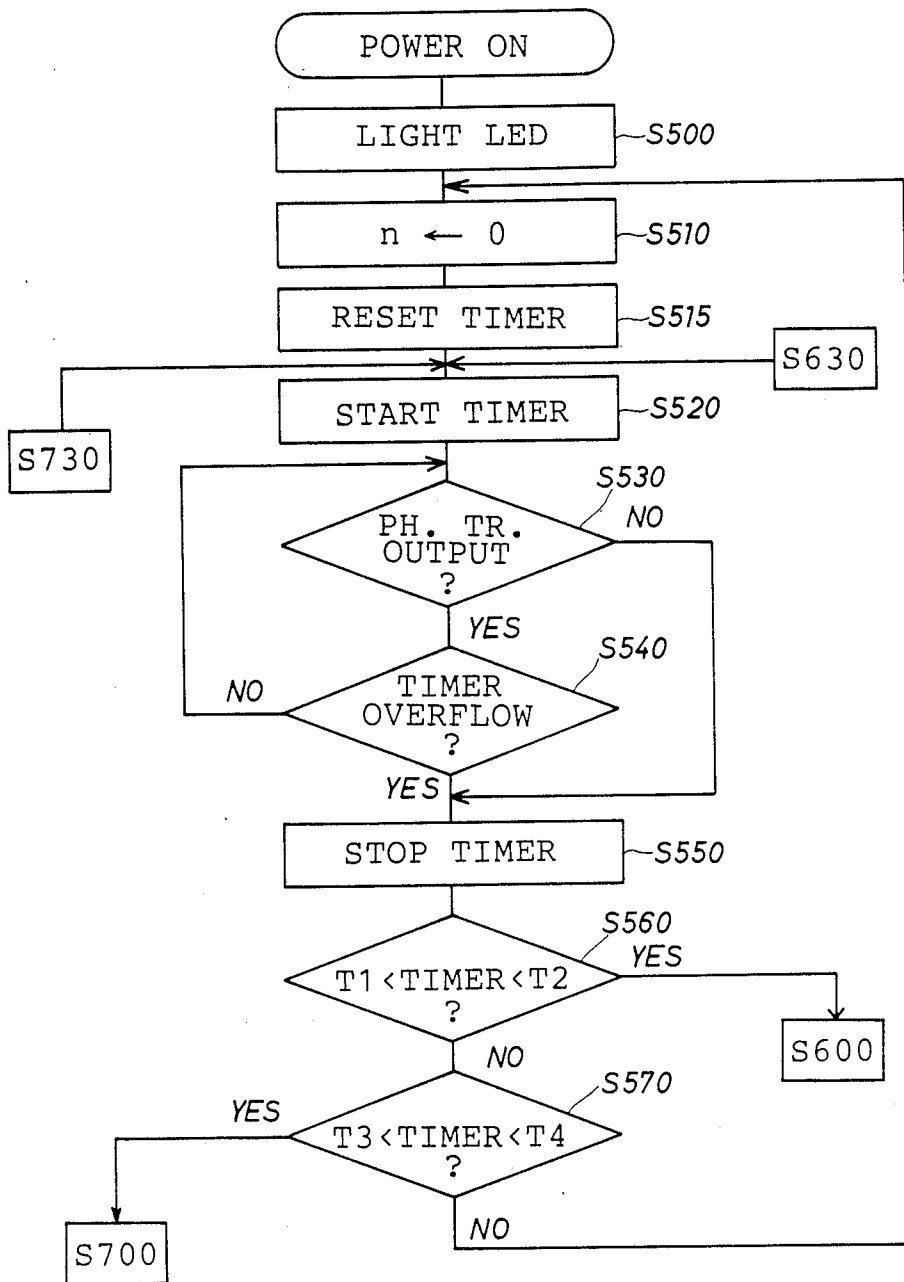 POWER ON
LIGHT LED
S500
n ← 0
S510
RESET TIMER
S515
S630
START TIMER
S520
S730
S530
PH. TR.
OUTPUT
?
NO
YES
S540
TIMER
OVERFLOW
?
NO
YES
STOP TIMER
S550
S560
T1<TIMER<T2
?
YES
S600
NO
S570
T3<TIMER<T4
?
YES
S700
NO